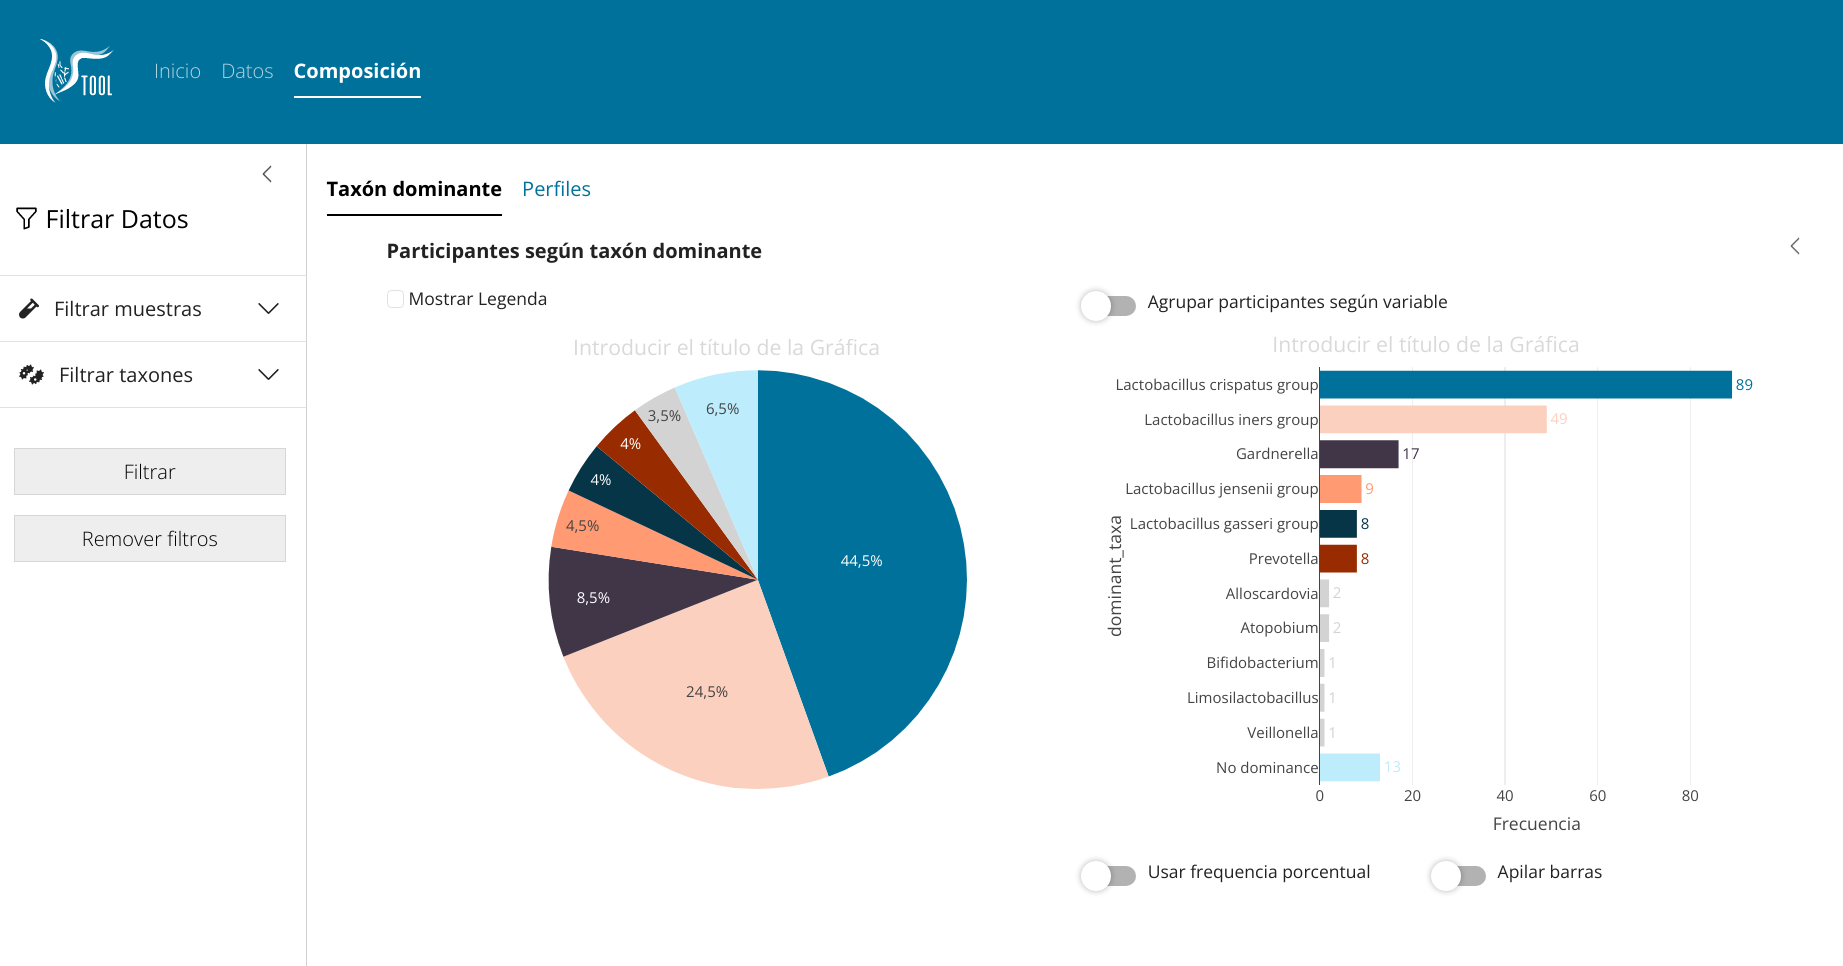 TOOL
Inicio Datos Composición
Filtrar Datos
Filtrar muestras
Filtrar taxones
Filtrar
Remover filtros
Taxón dominante Perfiles
Participantes según taxón dominante
Mostrar Legenda
Introducir el título de la Gráfica
44,5%
24,5%
8,5%
4,5%
4%
4%
3,5%
6,5%
Agrupar participantes según variable
Introducir el título de la Gráfica
dominant_taxa
Lactobacillus crispatus group 89
Lactobacillus iners group 49
Gardnerella 17
Lactobacillus jensenii group 9
Lactobacillus gasseri group 8
Prevotella 8
Alloscardovia 2
Atopobium 2
Bifidobacterium 1
Limosilactobacillus 1
Veillonella 1
No dominance 13
0 20 40 60 80
Frecuencia
Usar frequencia porcentual Apilar barras